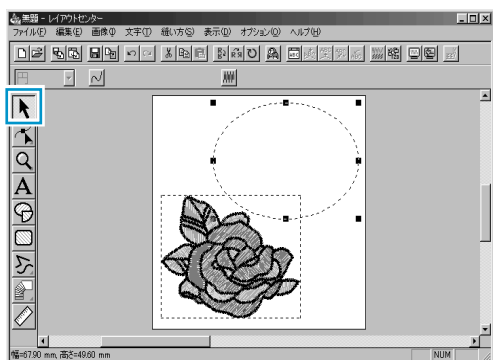 無題 - レイアウトセンター
ファイル(F) 編集(E) 画像(I) 文字(T) 縫い方(S) 表示(D) オプション(O) ヘルプ(H)
A
幅=67.90 mm, 高さ=49.60 mm
NUM